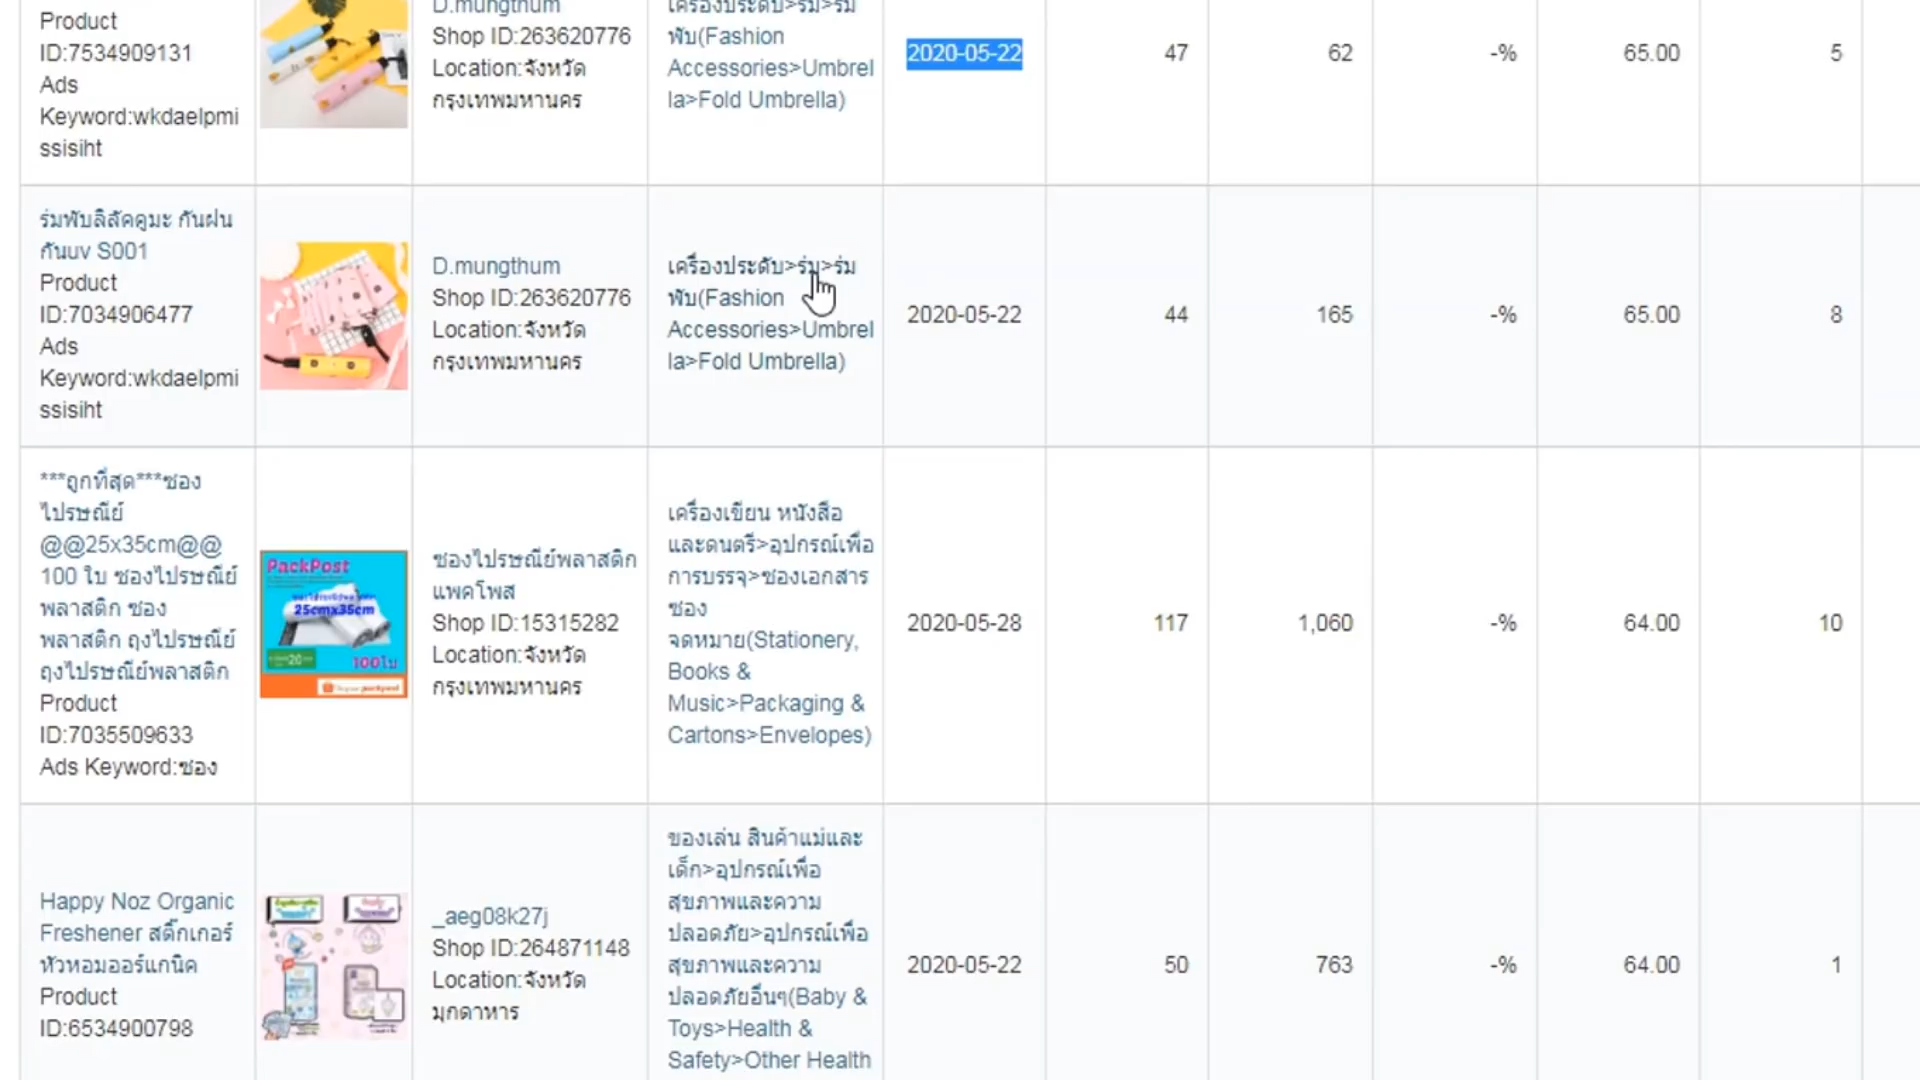 Product
ID:7534909131
Ads
Keyword:wkdaelpmi
ssisiht
D.mungthum
Shop ID:263620776
Location:จังหวัด
กรุงเทพมหานคร
เครื่องประดับ>ร่ม>ร่ม
พับ(Fashion
Accessories>Umbrel
la>Fold Umbrella)
2020-05-22
47
62
-%
65.00
5
ร่มพับลิลัคคูมะ กันฝน
กันuv S001
Product
ID:7034906477
Ads
Keyword:wkdaelpmi
ssisiht
D.mungthum
Shop ID:263620776
Location:จังหวัด
กรุงเทพมหานคร
เครื่องประดับ>ร่ม>ร่ม
พับ(Fashion
Accessories>Umbrel
la>Fold Umbrella)
2020-05-22
44
165
-%
65.00
8
***ถูกที่สุด***ซอง
ไปรษณีย์
@@25x35cm@@
100 ใบ ซองไปรษณีย์
พลาสติก ซอง
พลาสติก ถุงไปรษณีย์
ถุงไปรษณีย์พลาสติก
Product
ID:7035509633
Ads Keyword:ซอง
PackPost
25cmx35cm
20
100ใบ
ซองไปรษณีย์พลาสติก
แพคโพส
Shop ID:15315282
Location:จังหวัด
กรุงเทพมหานคร
เครื่องเขียน หนังสือ
และดนตรี>อุปกรณ์เพื่อ
การบรรจุ>ซองเอกสาร
ซอง
จดหมาย(Stationery,
Books &
Music>Packaging &
Cartons>Envelopes)
2020-05-28
117
1,060
-%
64.00
10
Happy Noz Organic
Freshener สติ๊กเกอร์
หัวหอมออร์แกนิค
Product
ID:6534900798
_aeg08k27j
Shop ID:264871148
Location:จังหวัด
มุกดาหาร
ของเล่น สินค้าแม่และ
เด็ก>อุปกรณ์เพื่อ
สุขภาพและความ
ปลอดภัย>อุปกรณ์เพื่อ
สุขภาพและความ
ปลอดภัยอื่นๆ(Baby &
Toys>Health &
Safety>Other Health
2020-05-22
50
763
-%
64.00
1